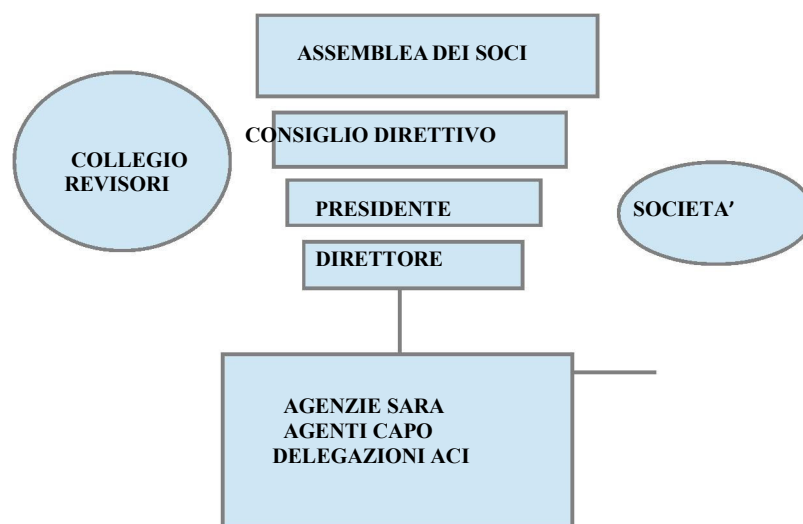 ASSEMBLEA DEI SOCI
CONSIGLIO DIRETTIVO
COLLEGIO
REVISORI
PRESIDENTE
SOCIETA’
DIRETTORE
AGENZIE SARA
AGENTI CAPO
DELEGAZIONI ACI